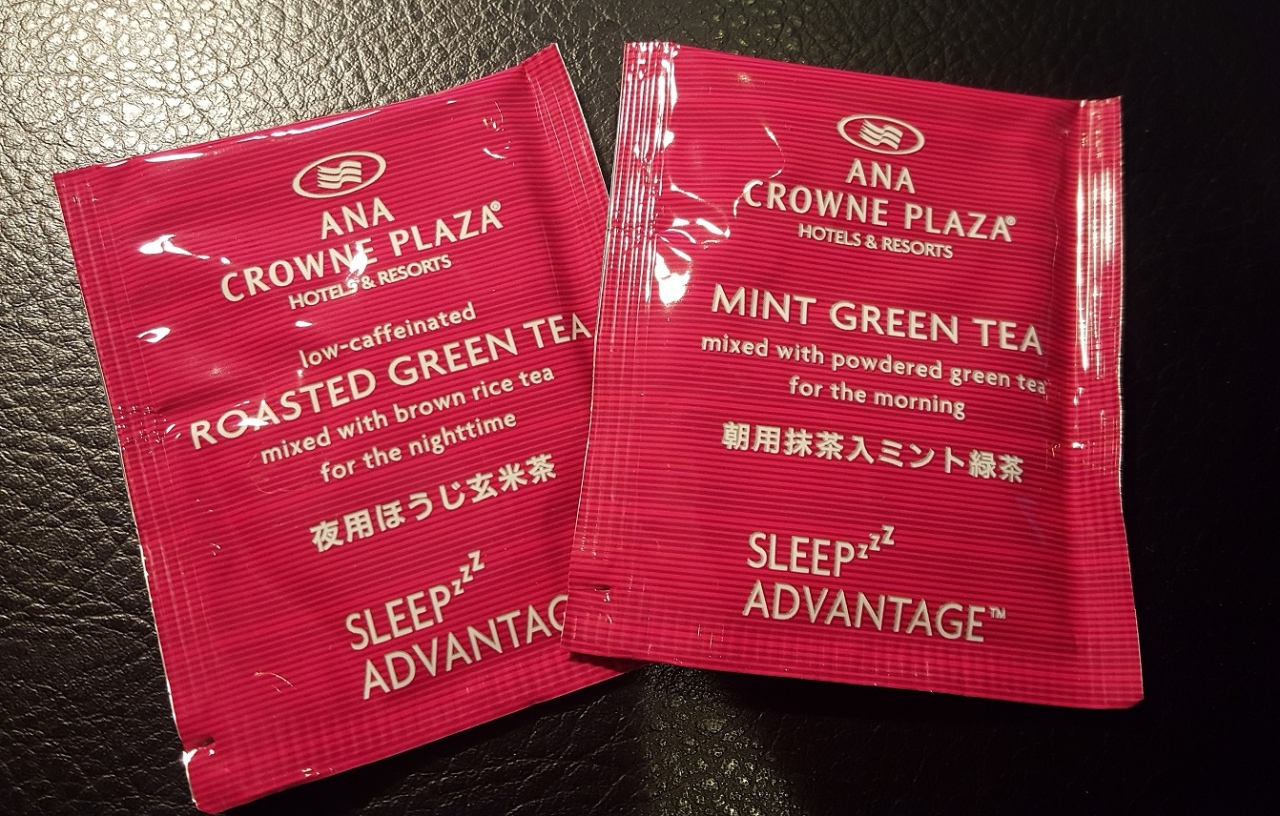 ANA
CROWNE PLAZA®
HOTELS & RESORTS
low-caffeinated
ROASTED GREEN TEA
mixed with brown rice tea
for the nighttime
夜用ほうじ玄米茶
SLEEPzzz
ADVANTAG
ANA
CROWNE PLAZA®
HOTELS & RESORTS
MINT GREEN TEA
mixed with powdered green tea
for the morning
朝用抹茶入ミント緑茶
SLEEPzzz
ADVANTAGE™